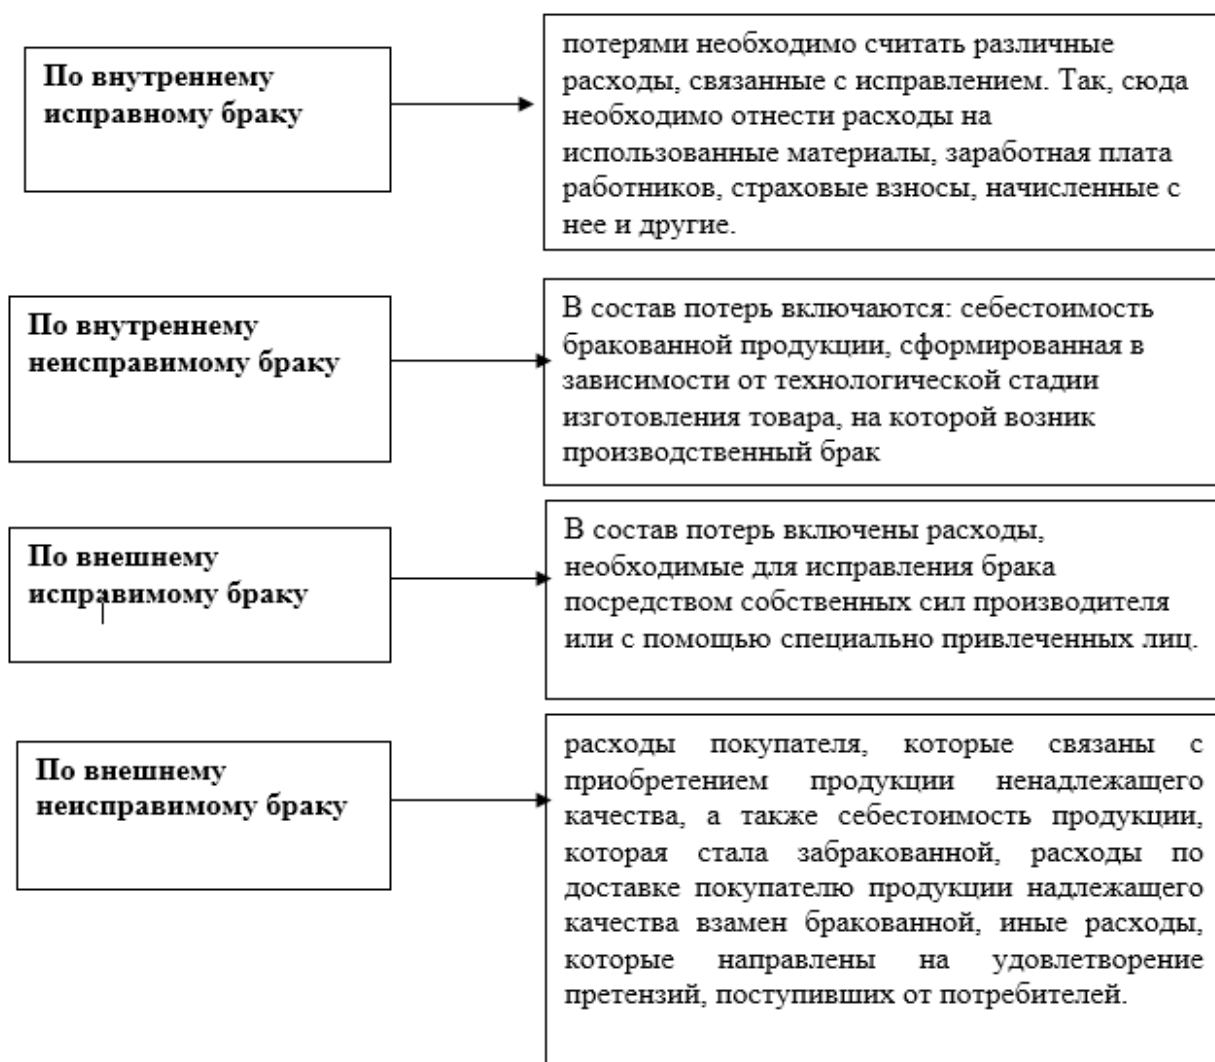 По внутреннему
исправному браку
потерями необходимо считать различные
расходы, связанные с исправлением. Так, сюда
необходимо отнести расходы на
использованные материалы, заработная плата
работников, страховые взносы, начисленные с
нее и другие.
По внутреннему
неисправимому браку
В состав потерь включаются: себестоимость
бракованной продукции, сформированная в
зависимости от технологической стадии
изготовления товара, на которой возник
производственный брак
По внешнему
исправимому браку
В состав потерь включены расходы,
необходимые для исправления брака
посредством собственных сил производителя
или с помощью специально привлеченных лиц.
По внешнему
неисправимому браку
расходы покупателя, которые связаны с
приобретением продукции ненадлежащего
качества, а также себестоимость продукции,
которая стала забракованной, расходы по
доставке покупателю продукции надлежащего
качества взамен бракованной, иные расходы,
которые направлены на удовлетворение
претензий, поступивших от потребителей.